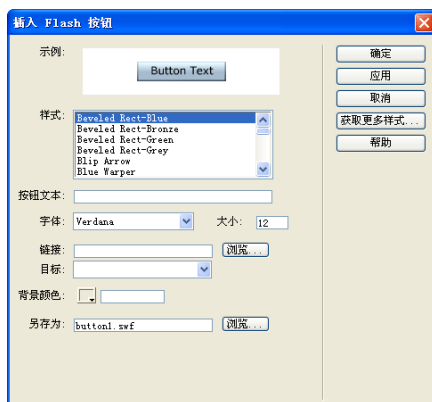 插入 Flash 按钮
示例:
Button Text
样式:
Beveled Rect-Blue
Beveled Rect-Bronze
Beveled Rect-Green
Beveled Rect-Grey
Blip Arrow
Blue Warper
按钮文本:
字体: Verdana 大小: 12
链接: 浏览...
目标:
背景颜色:
另存为: button1.swf 浏览...
确定
应用
取消
获取更多样式...
帮助